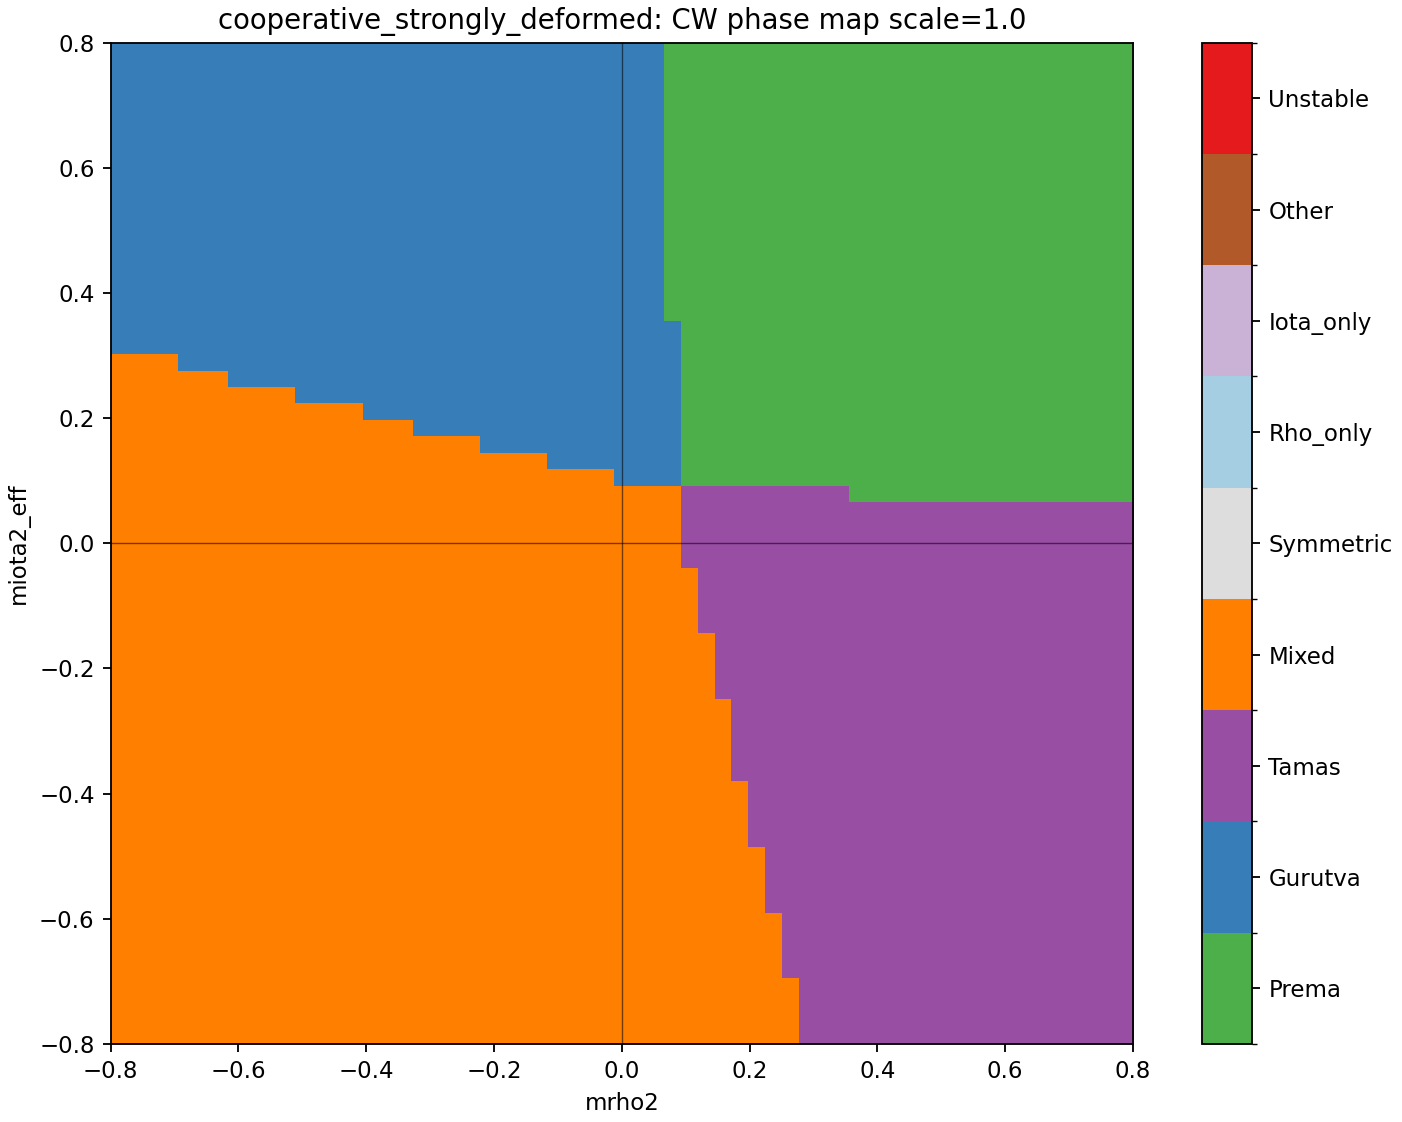 cooperative_strongly_deformed: CW phase map scale=1.0
0.8
0.6
0.4
0.2
0.0
−0.2
−0.4
−0.6
−0.8
miota2_eff
−0.8
−0.6
−0.4
−0.2
0.0
0.2
0.4
0.6
0.8
mrho2
Unstable
Other
Iota_only
Rho_only
Symmetric
Mixed
Tamas
Gurutva
Prema